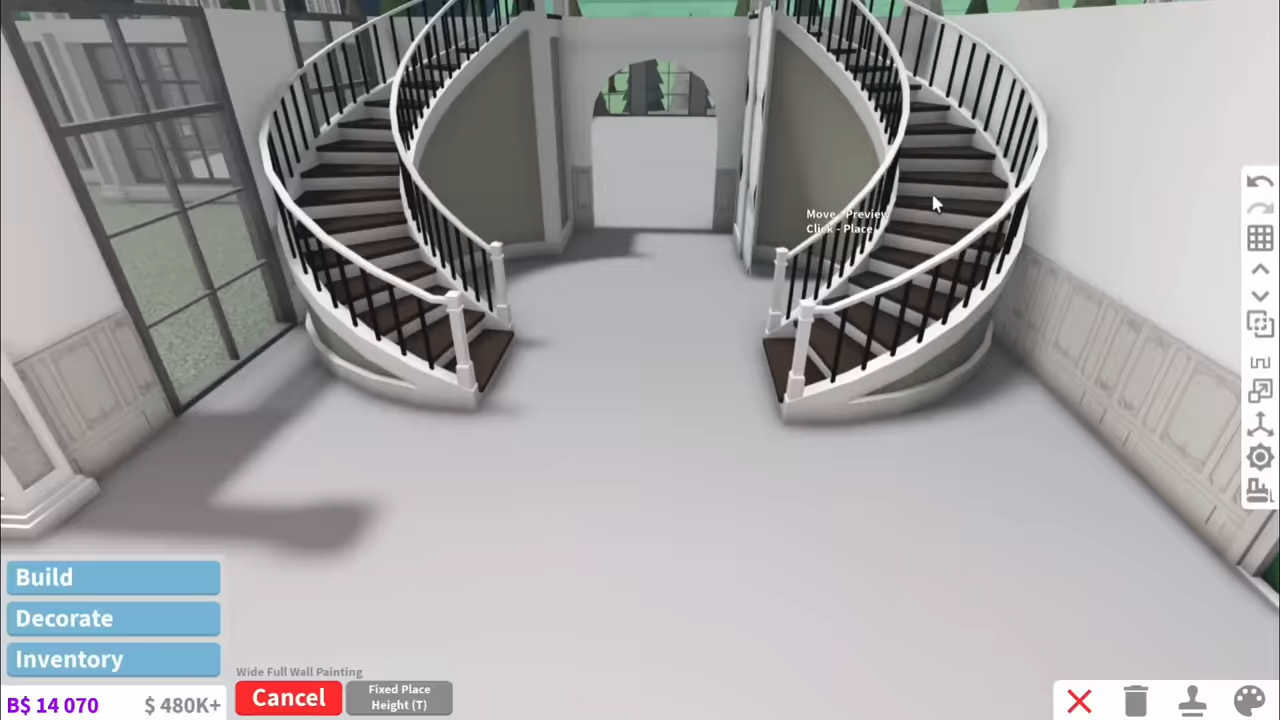 Move - Preview
Click - Place
Build
Decorate
Inventory
Wide Full Wall Painting
B$ 14 070
$ 480K+
Cancel
Fixed Place
Height (T)